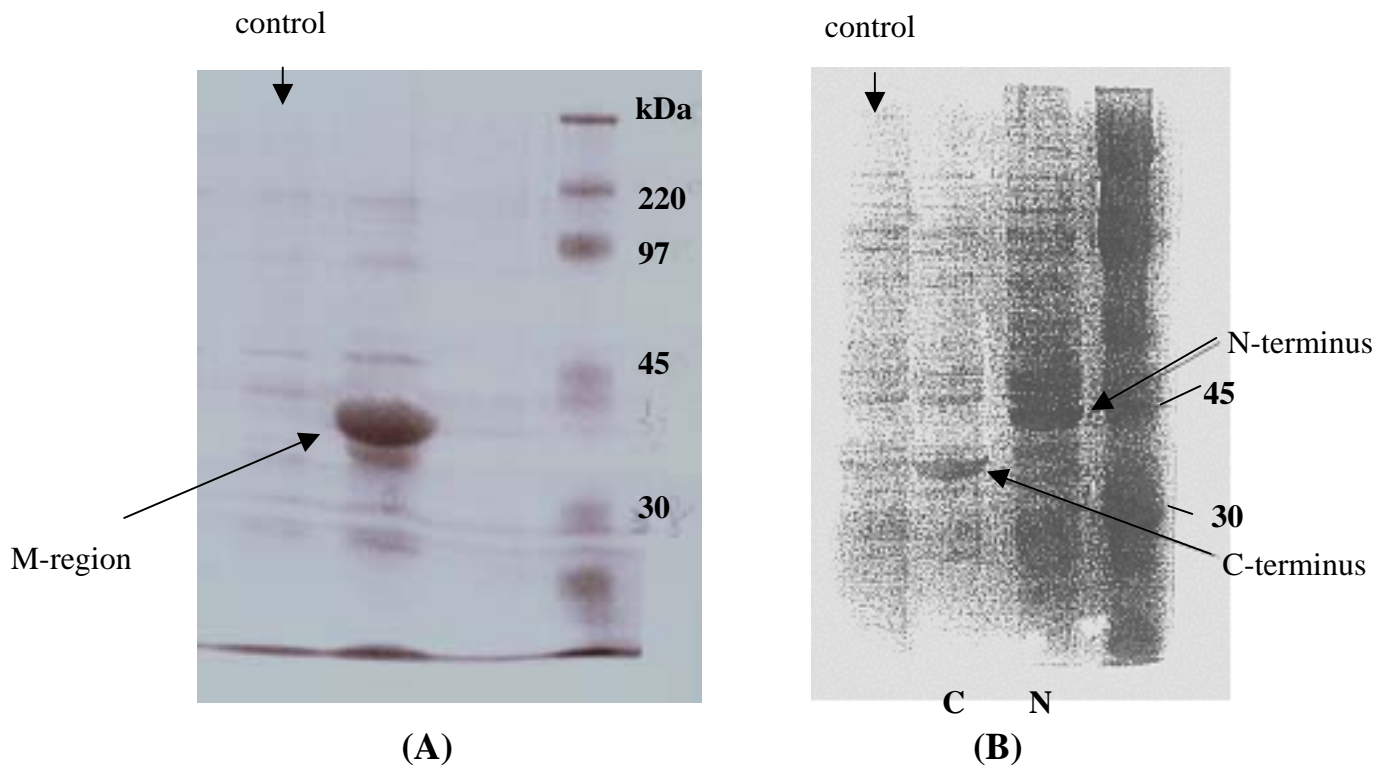 control
kDa
220
97
45
30
M-region
(A)
control
N-terminus
45
30
C-terminus
C N
(B)